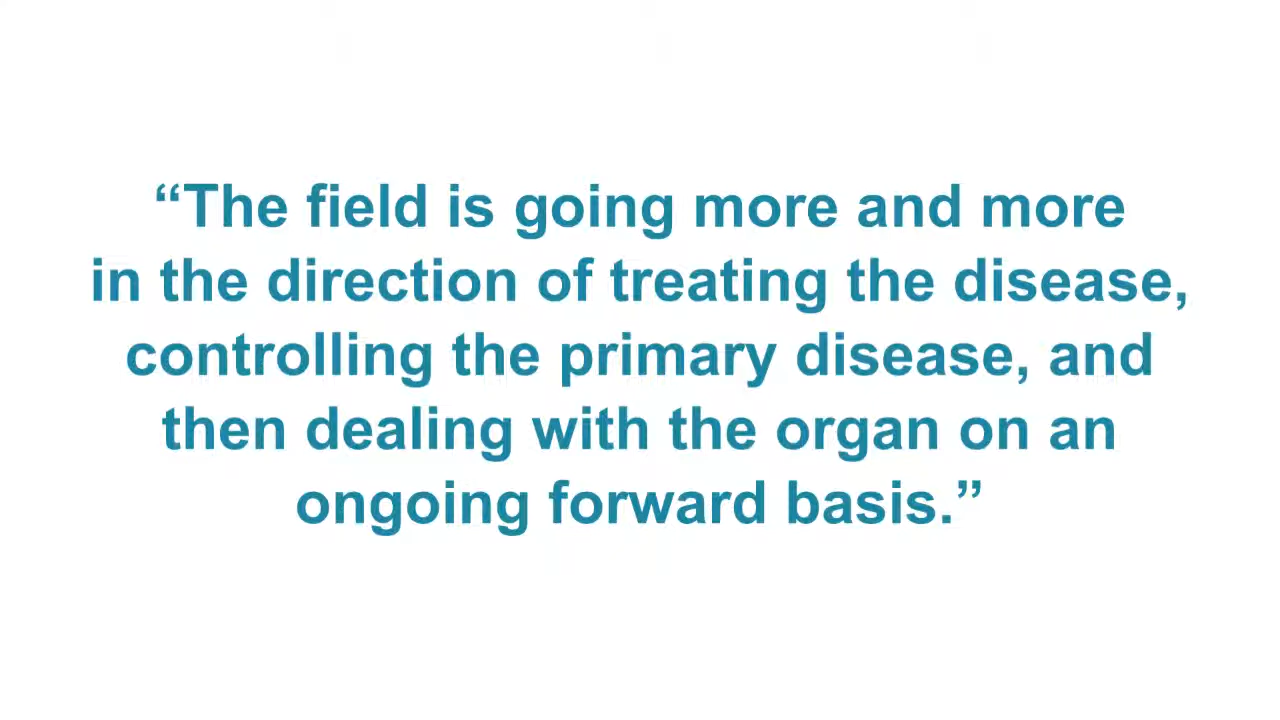 “The field is going more and more
in the direction of treating the disease,
controlling the primary disease, and
then dealing with the organ on an
ongoing forward basis.”